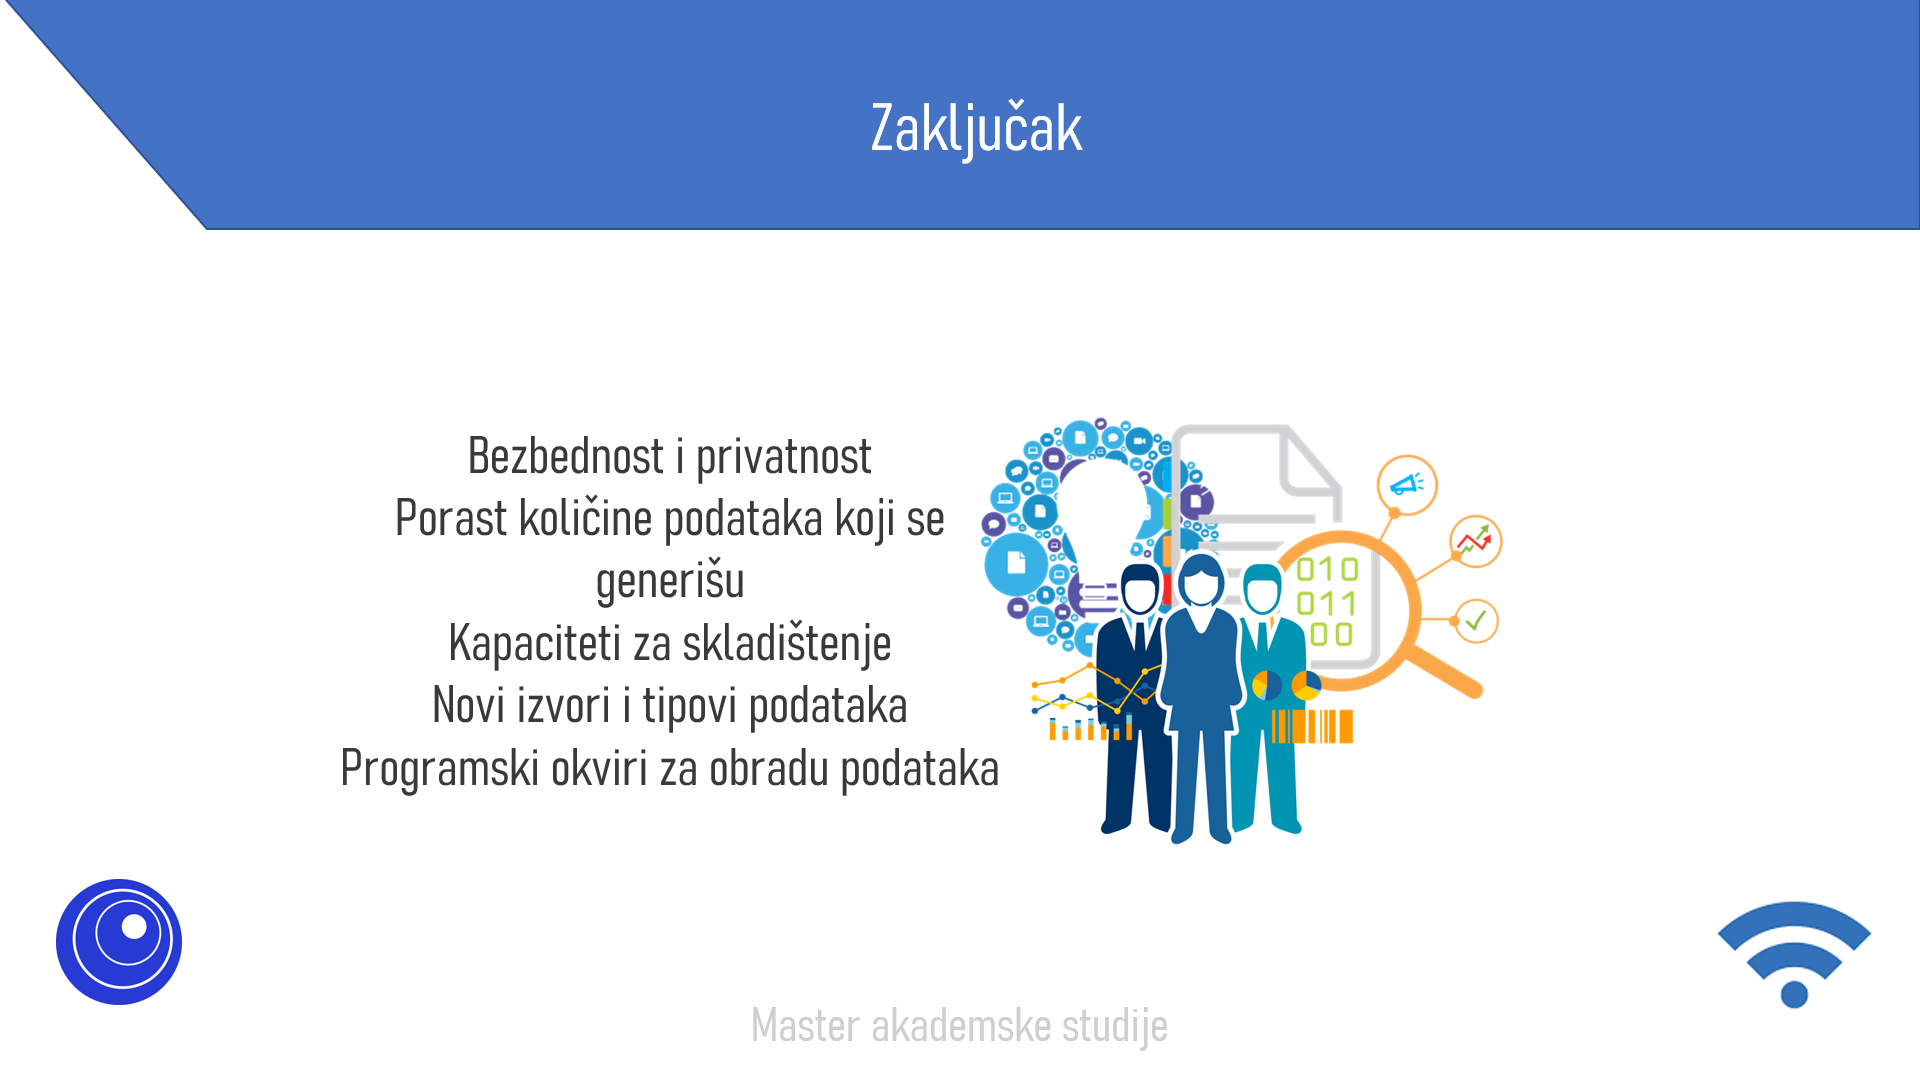 Zaključak
Bezbednost i privatnost
Porast količine podataka koji se
generišu
Kapaciteti za skladištenje
Novi izvori i tipovi podataka
Programski okviri za obradu podataka
010
011
00
Master akademske studije